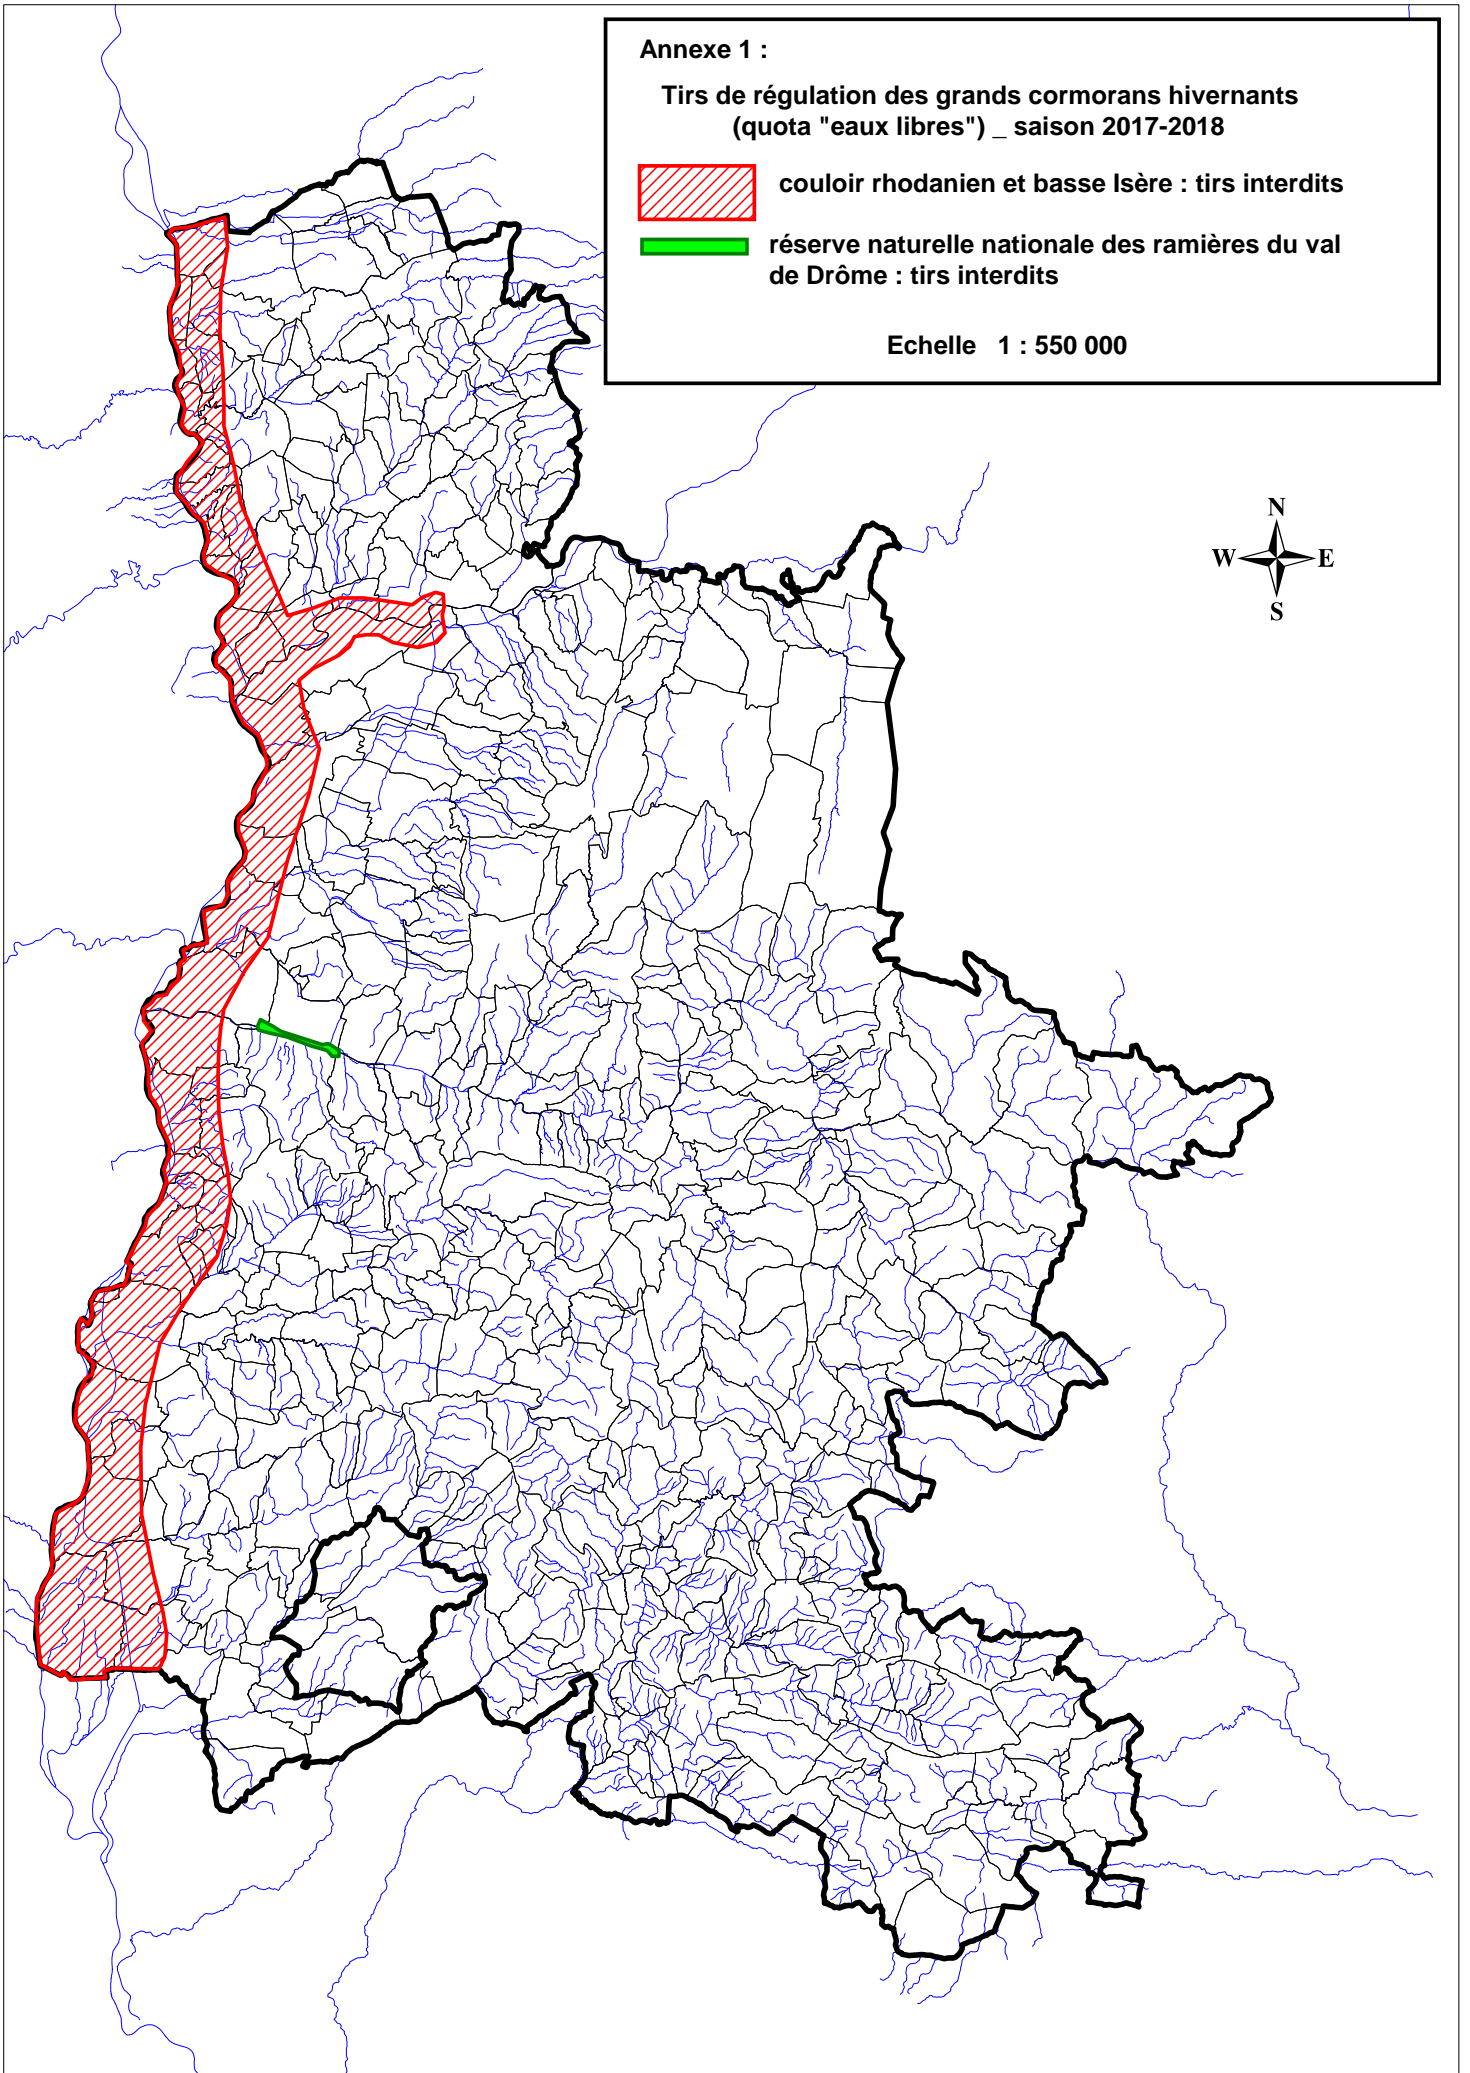 Annexe 1 :
Tirs de régulation des grands cormorans hivernants
(quota "eaux libres") _ saison 2017-2018
couloir rhodanien et basse Isère : tirs interdits
réserve naturelle nationale des ramières du val
de Drôme : tirs interdits
Echelle 1 : 550 000
N
W E
S